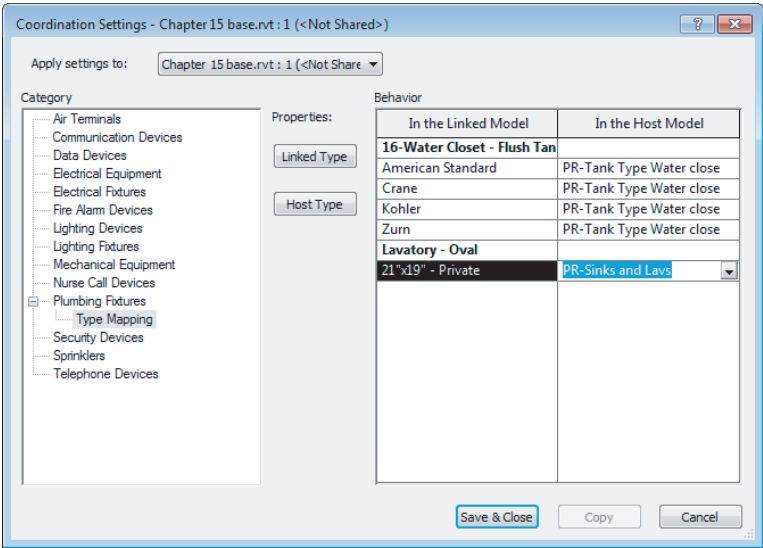 Coordination Settings - Chapter 15 base.rvt : 1 (<Not Shared>)
Apply settings to:
Chapter 15 base.rvt : 1 (<Not Share
Category
Air Terminals
Communication Devices
Data Devices
Electrical Equipment
Electrical Fixtures
Fire Alarm Devices
Lighting Devices
Lighting Fixtures
Mechanical Equipment
Nurse Call Devices
Plumbing Fixtures
Type Mapping
Security Devices
Sprinklers
Telephone Devices
Properties:
Linked Type
Host Type
Behavior
In the Linked Model In the Host Model
16-Water Closet - Flush Tan
American Standard PR-Tank Type Water close
Crane PR-Tank Type Water close
Kohler PR-Tank Type Water close
Zurn PR-Tank Type Water close
Lavatory - Oval
21"x19" - Private PR-Sinks and Lavs
Save & Close Copy Cancel